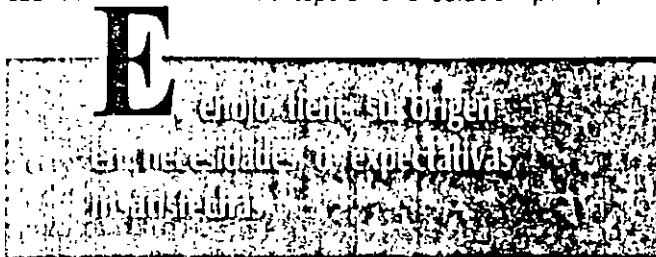 E enojo tiene su origen
en necesidades o expectativas
insatisfechas.